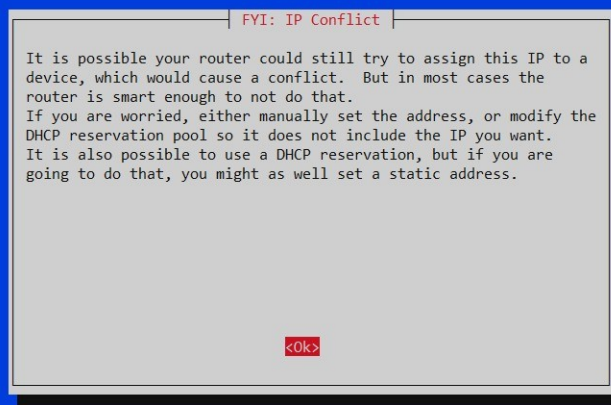 FYI: IP Conflict
It is possible your router could still try to assign this IP to a
device, which would cause a conflict.  But in most cases the
router is smart enough to not do that.
If you are worried, either manually set the address, or modify the
DHCP reservation pool so it does not include the IP you want.
It is also possible to use a DHCP reservation, but if you are
going to do that, you might as well set a static address.
<Ok>